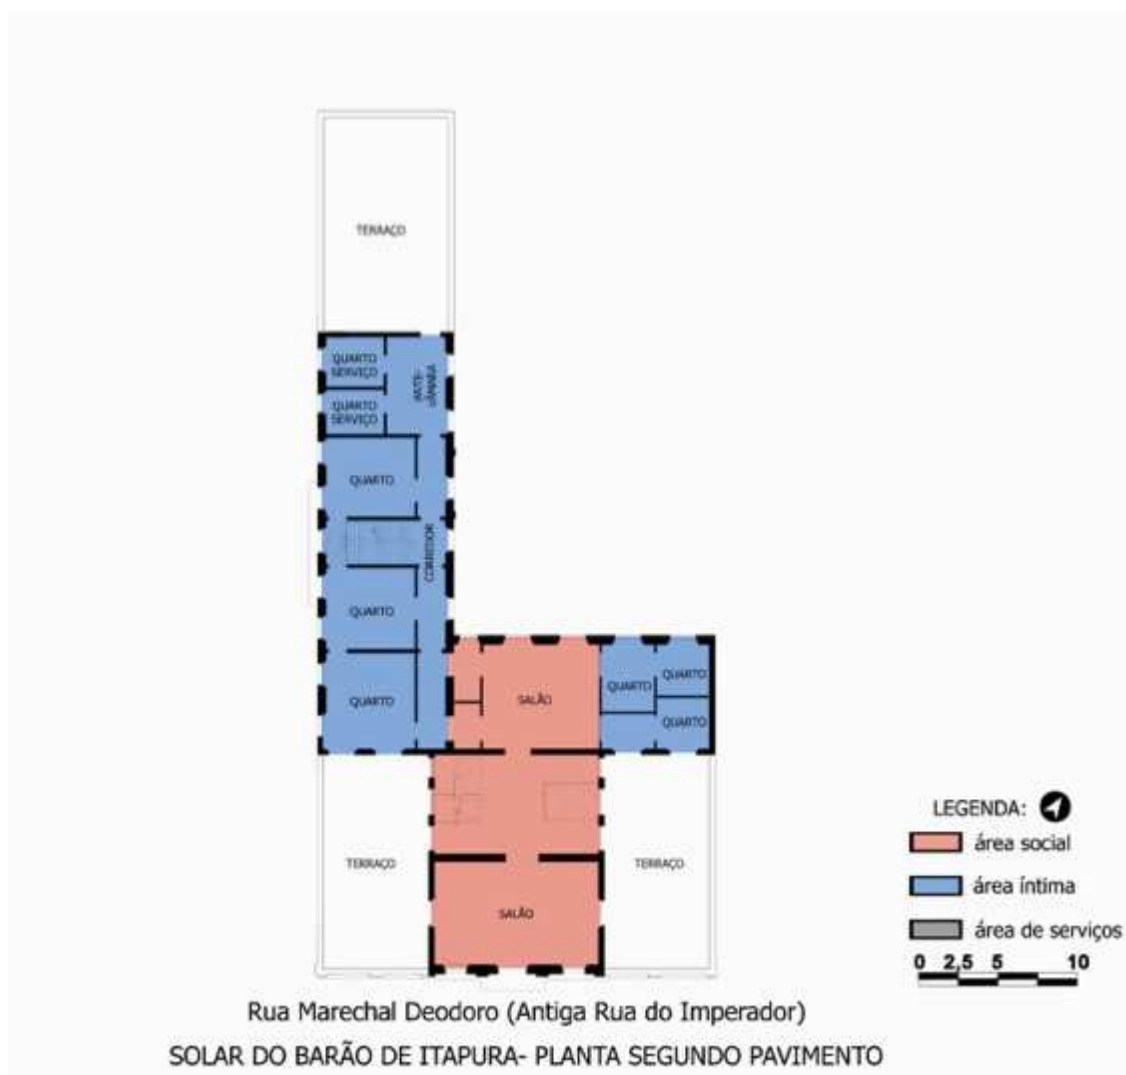 TERRAÇO
QUARTO
SERVIÇO
QUARTO
SERVIÇO
ANTE-
CÂMARA
QUARTO
CORREDOR
QUARTO
QUARTO
SALÃO
QUARTO
QUARTO
QUARTO
TERRAÇO
SALÃO
TERRAÇO
LEGENDA:
área social
área íntima
área de serviços
0 2,5 5 10
Rua Marechal Deodoro (Antiga Rua do Imperador)
SOLAR DO BARÃO DE ITAPURA- PLANTA SEGUNDO PAVIMENTO